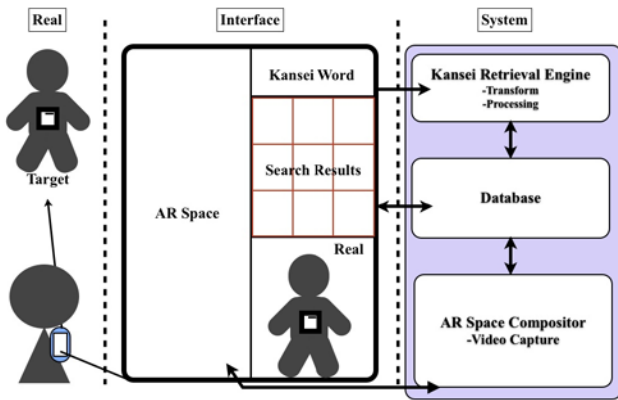 Real
Interface
System
Target
AR Space
Kansei Word
Search Results
Real
Kansei Retrieval Engine
-Transform
-Processing
Database
AR Space Compositor
-Video Capture